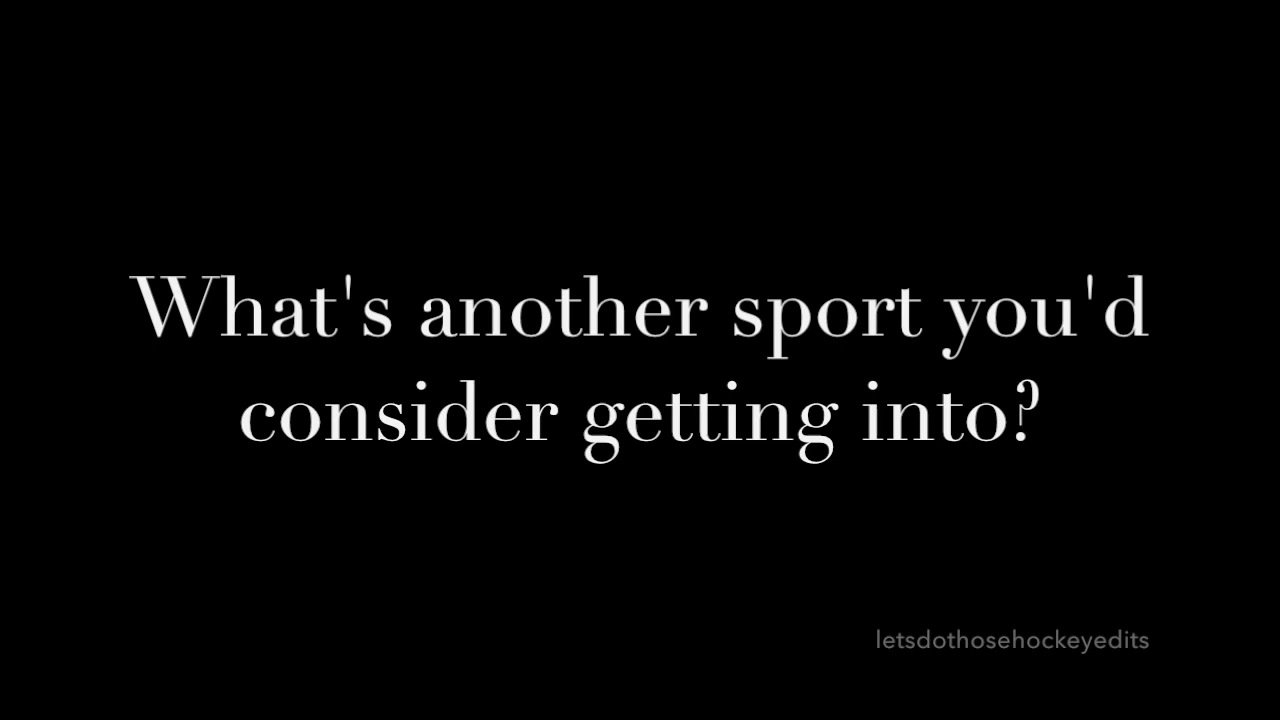 What's another sport you'd
consider getting into?
letsdothosehockeyedits